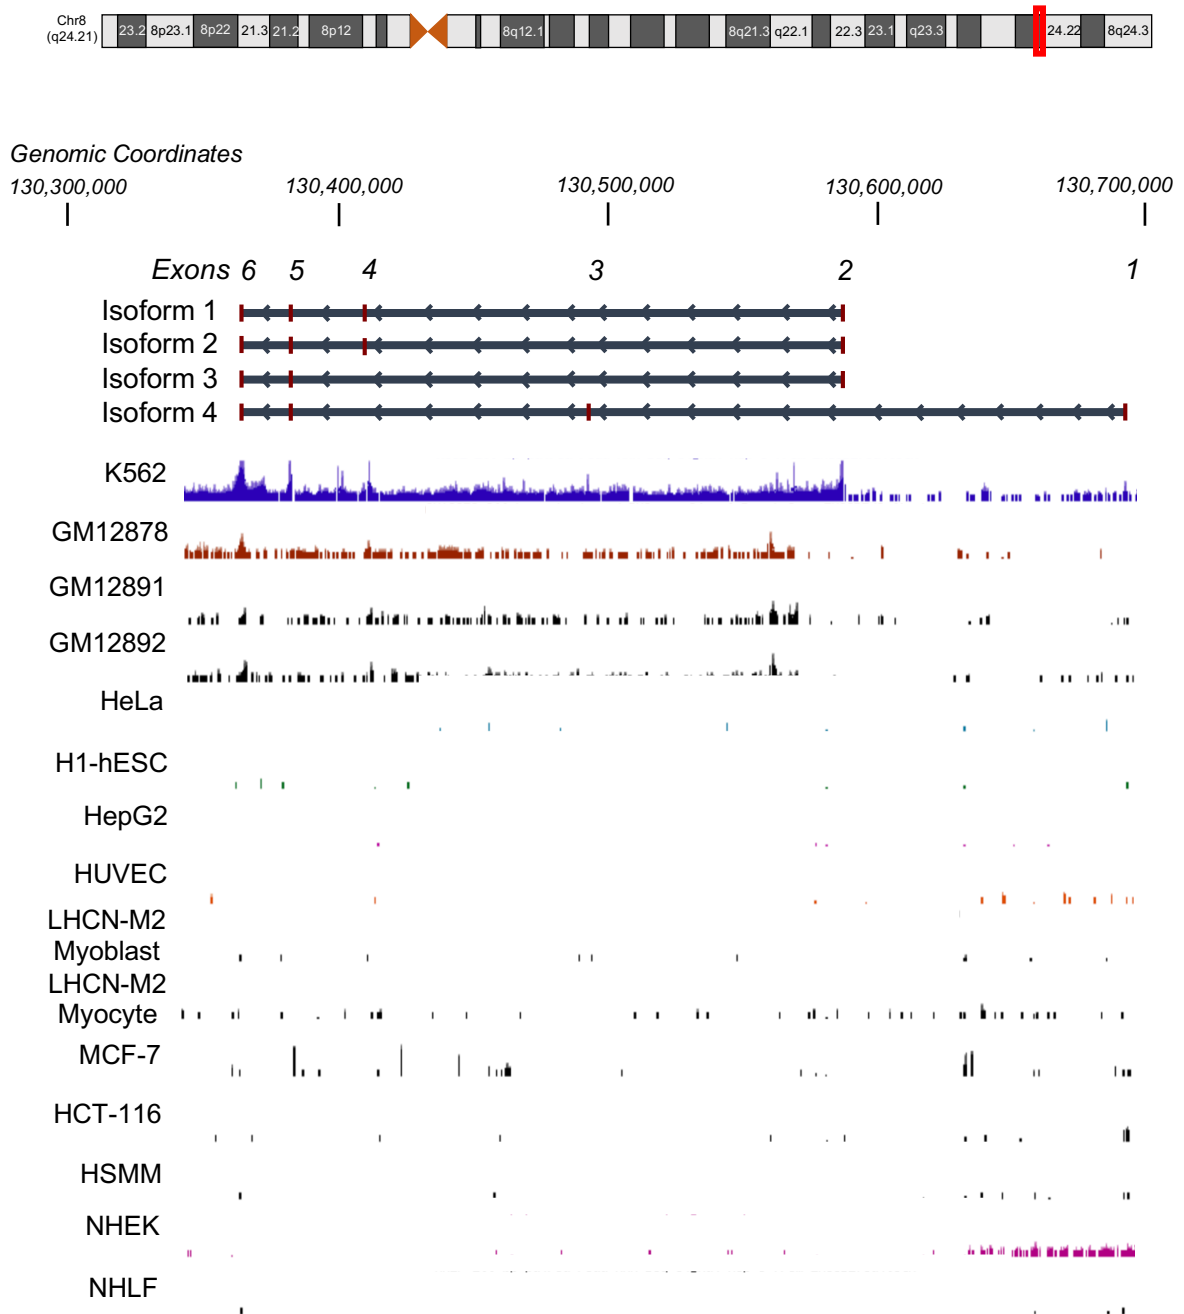 Chr8
(q24.21)
23.2 8p23.1 8p22 21.3 21.2 8p12 8q12.1 8q21.3 q22.1 22.3 23.1 q23.3 24.22 8q24.3
Genomic Coordinates
130,300,000 130,400,000 130,500,000 130,600,000 130,700,000
Exons 6 5 4 3 2 1
Isoform 1
Isoform 2
Isoform 3
Isoform 4
K562
GM12878
GM12891
GM12892
HeLa
H1-hESC
HepG2
HUVEC
LHCN-M2
Myoblast
LHCN-M2
Myocyte
MCF-7
HCT-116
HSMM
NHEK
NHLF